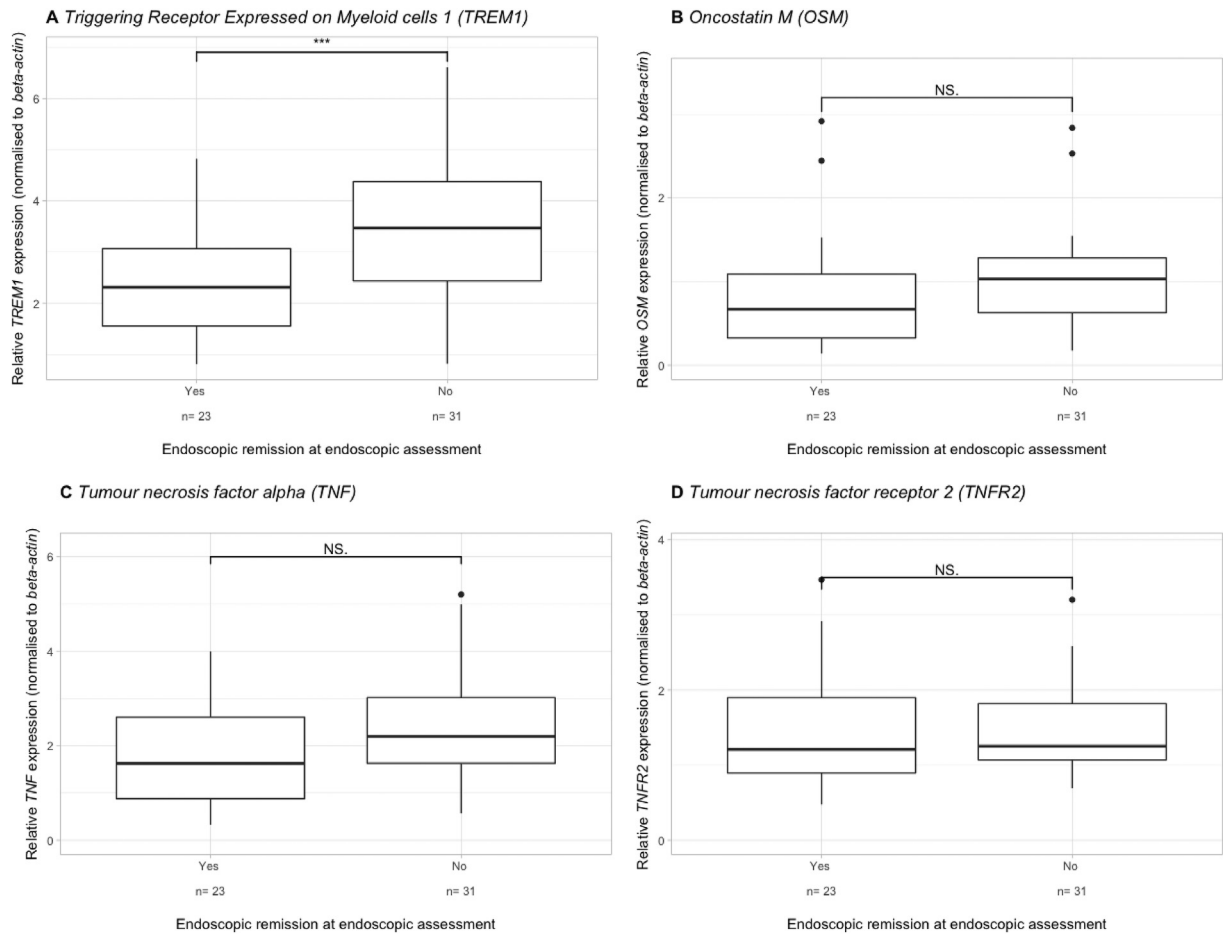 A Triggering Receptor Expressed on Myeloid cells 1 (TREM1)
Relative TREM1 expression (normalised to beta-actin)
***
6
4
2
Yes
No
n= 23
n= 31
Endoscopic remission at endoscopic assessment
B Oncostatin M (OSM)
Relative OSM expression (normalised to beta-actin)
NS.
2
0
Yes
No
n= 23
n= 31
Endoscopic remission at endoscopic assessment
C Tumour necrosis factor alpha (TNF)
Relative TNF expression (normalised to beta-actin)
NS.
6
4
2
0
Yes
No
n= 23
n= 31
Endoscopic remission at endoscopic assessment
D Tumour necrosis factor receptor 2 (TNFR2)
Relative TNFR2 expression (normalised to beta-actin)
NS.
4
2
0
Yes
No
n= 23
n= 31
Endoscopic remission at endoscopic assessment